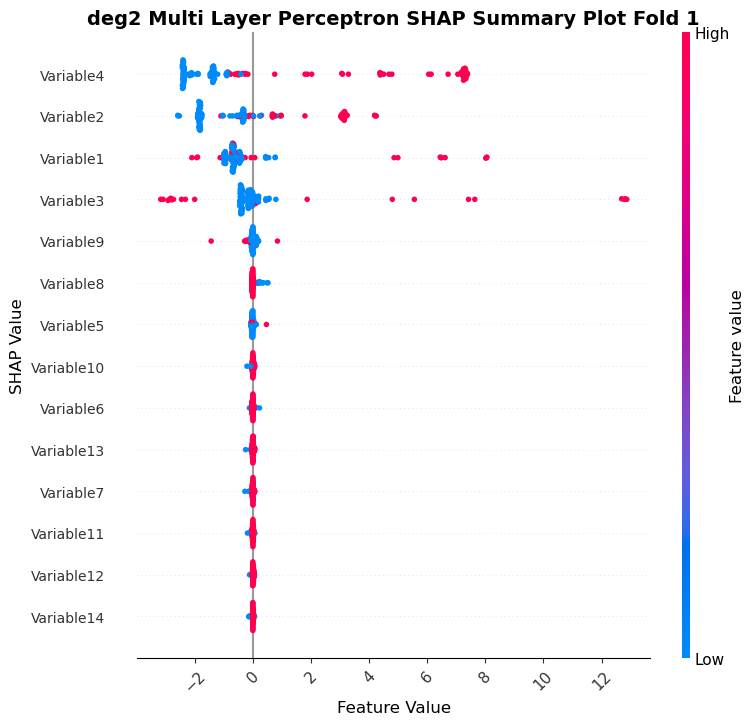 deg2 Multi Layer Perceptron SHAP Summary Plot Fold 1
High
Variable4
Variable2
Variable1
Variable3
Variable9
Variable8
Variable5
Variable10
Variable6
Variable13
Variable7
Variable11
Variable12
Variable14
SHAP Value
Feature value
Low
−2 0 2 4 6 8 10 12
Feature Value